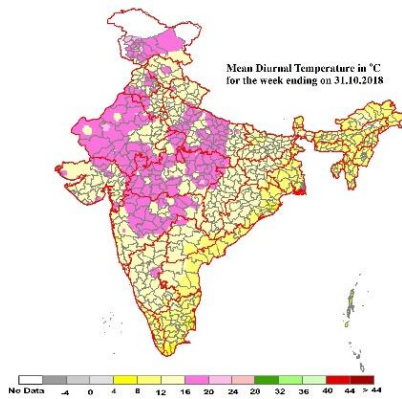 Mean Diurnal Temperature in °C
for the week ending on 31.10.2018
No Data -4 0 4 8 12 16 20 24 20 32 36 40 44 > 44